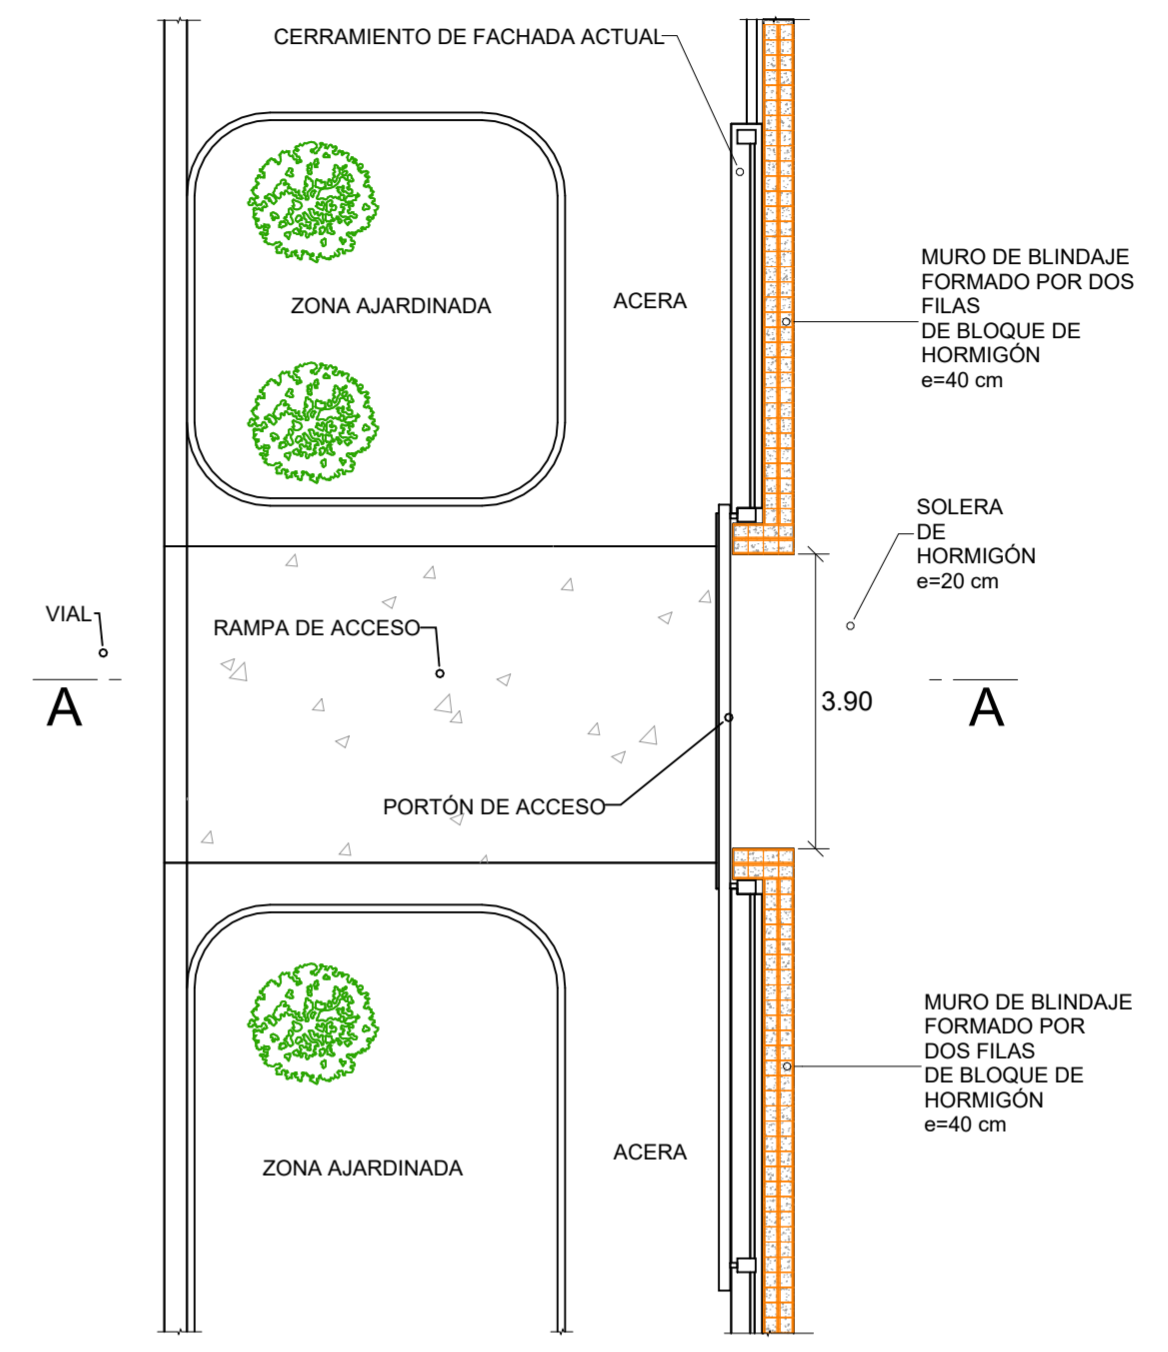 CERRAMIENTO DE FACHADA ACTUAL
MURO DE BLINDAJE
FORMADO POR DOS
FILAS
DE BLOQUE DE
HORMIGÓN
e=40 cm
ZONA AJARDINADA
ACERA
SOLERA
DE
HORMIGÓN
e=20 cm
VIAL
RAMPA DE ACCESO
A
A
3.90
PORTÓN DE ACCESO
MURO DE BLINDAJE
FORMADO POR
DOS FILAS
DE BLOQUE DE
HORMIGÓN
e=40 cm
ZONA AJARDINADA
ACERA